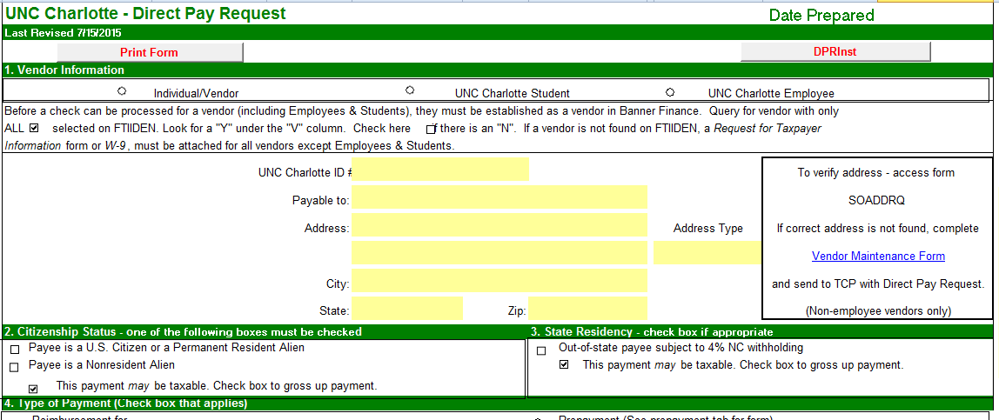 UNC Charlotte - Direct Pay Request
Date Prepared
Last Revised 7/15/2015
Print Form
DPRInst
1. Vendor Information
Individual/Vendor UNC Charlotte Student UNC Charlotte Employee
Before a check can be processed for a vendor (including Employees & Students), they must be established as a vendor in Banner Finance. Query for vendor with only
ALL selected on FTIIDEN. Look for a "Y" under the "V" column. Check here if there is an "N". If a vendor is not found on FTIIDEN, a Request for Taxpayer
Information form or W-9, must be attached for all vendors except Employees & Students.
UNC Charlotte ID #
Payable to:
Address:
Address Type
City:
State: Zip:
To verify address - access form
SOADDRQ
If correct address is not found, complete
Vendor Maintenance Form
and send to TCP with Direct Pay Request.
(Non-employee vendors only)
2. Citizenship Status - one of the following boxes must be checked
Payee is a U.S. Citizen or a Permanent Resident Alien
Payee is a Nonresident Alien
This payment may be taxable. Check box to gross up payment.
3. State Residency - check box if appropriate
Out-of-state payee subject to 4% NC withholding
This payment may be taxable. Check box to gross up payment.
4. Type of Payment (Check box that applies)
Reimbursement for
Prepayment (See prepayment tab for form)